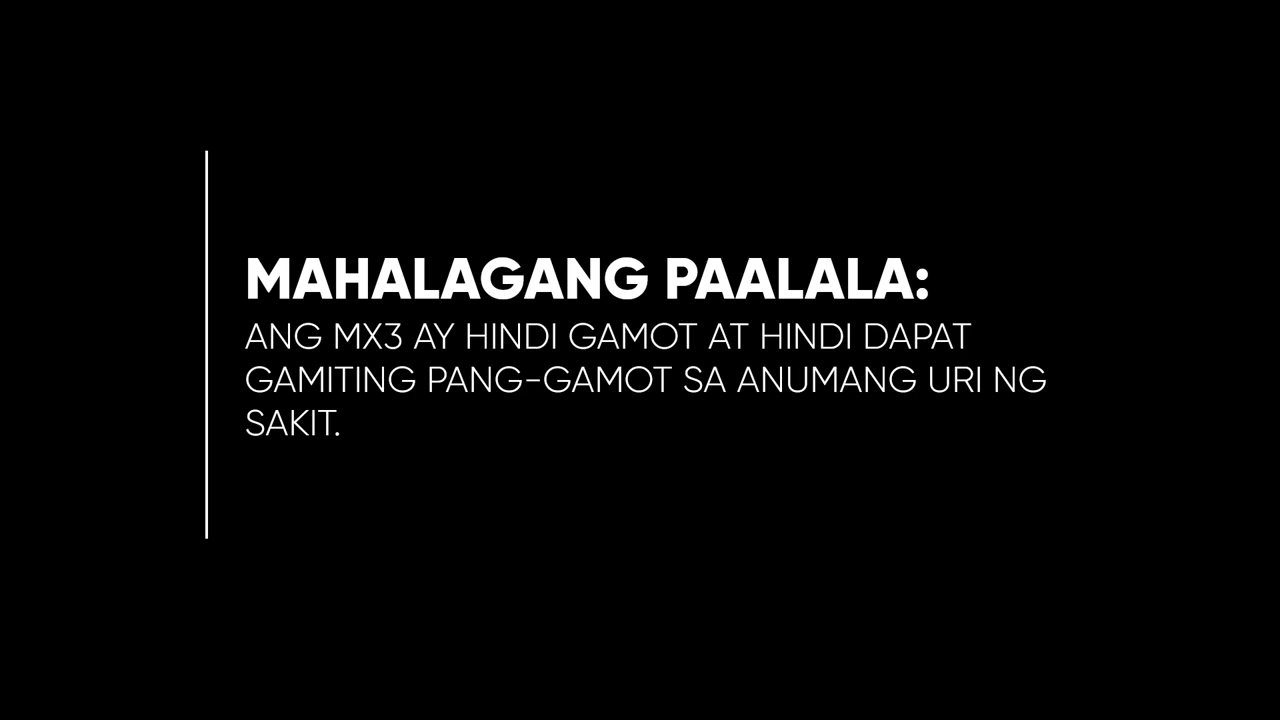 MAHALAGANG PAALALA:
ANG MX3 AY HINDI GAMOT AT HINDI DAPAT
GAMITING PANG-GAMOT SA ANUMANG URI NG
SAKIT.